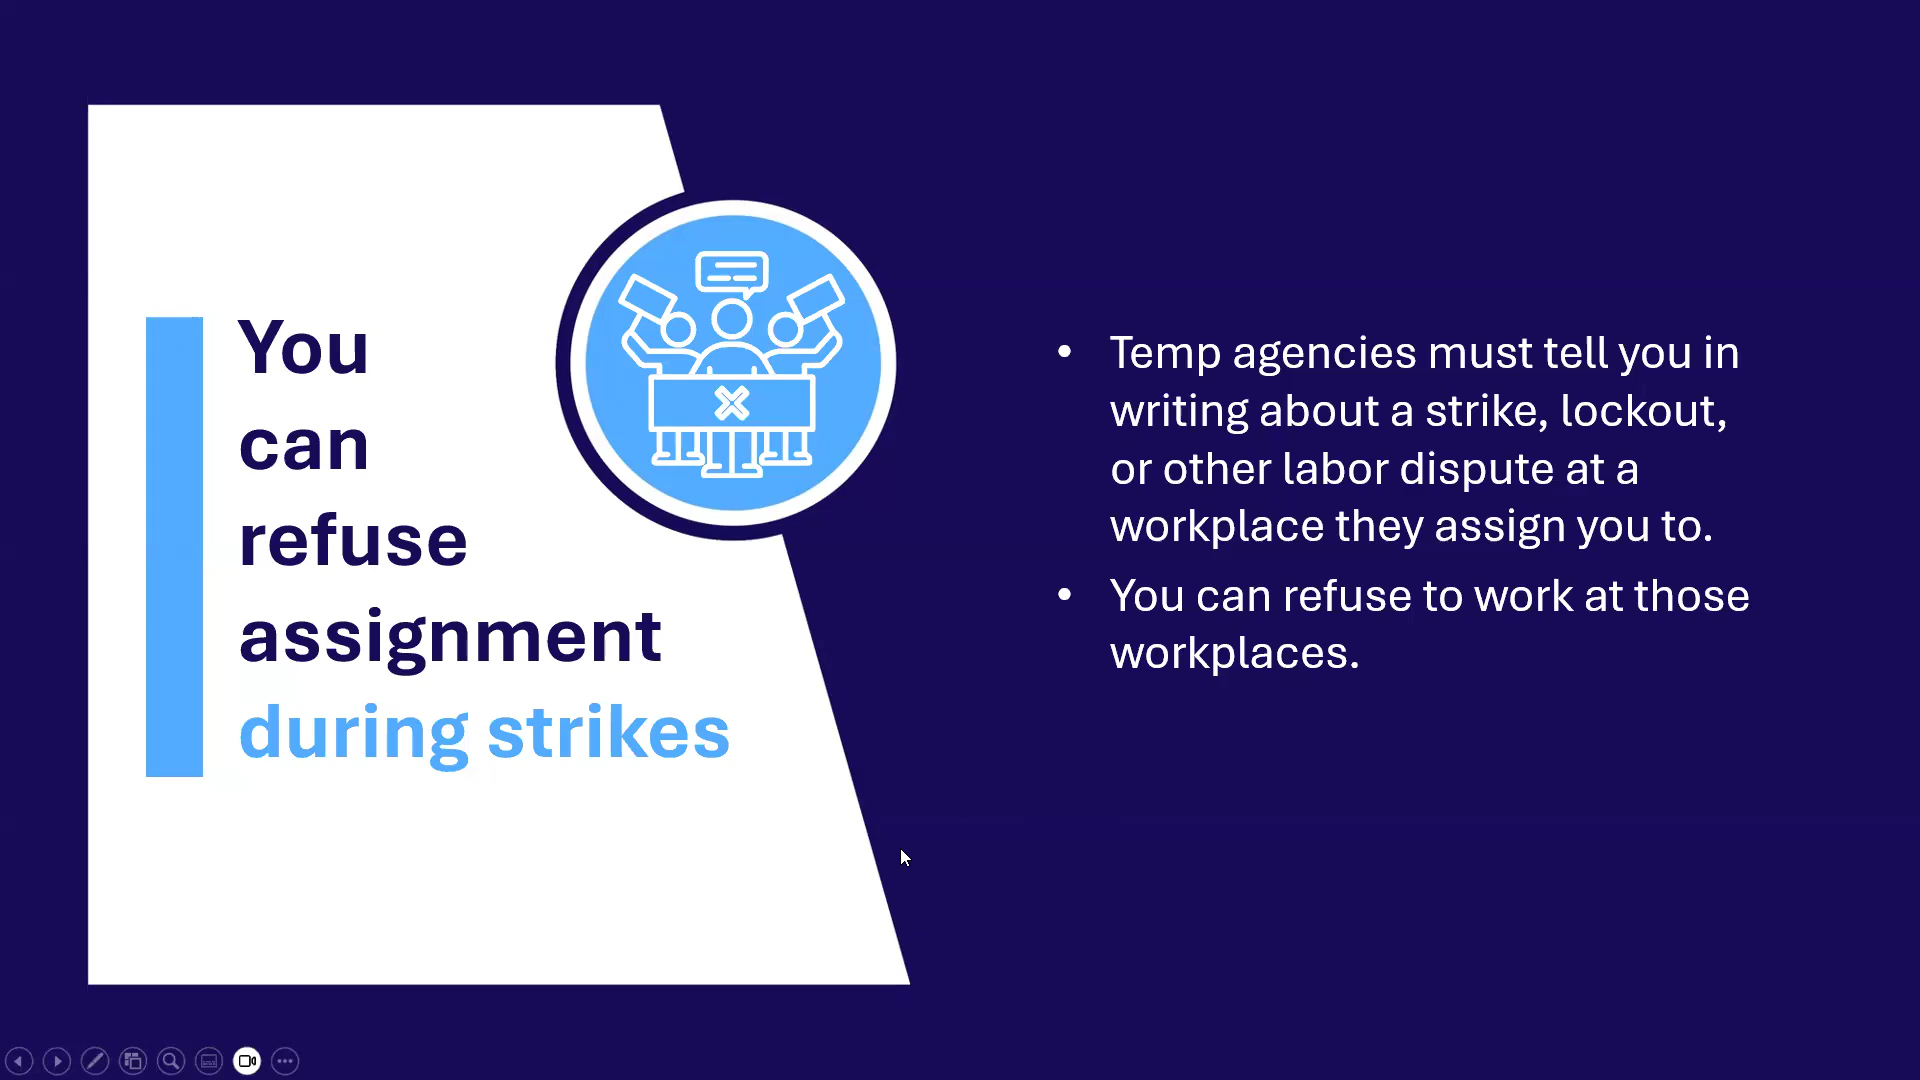 You
can
refuse
assignment
during strikes
• Temp agencies must tell you in
writing about a strike, lockout,
or other labor dispute at a
workplace they assign you to.
• You can refuse to work at those
workplaces.